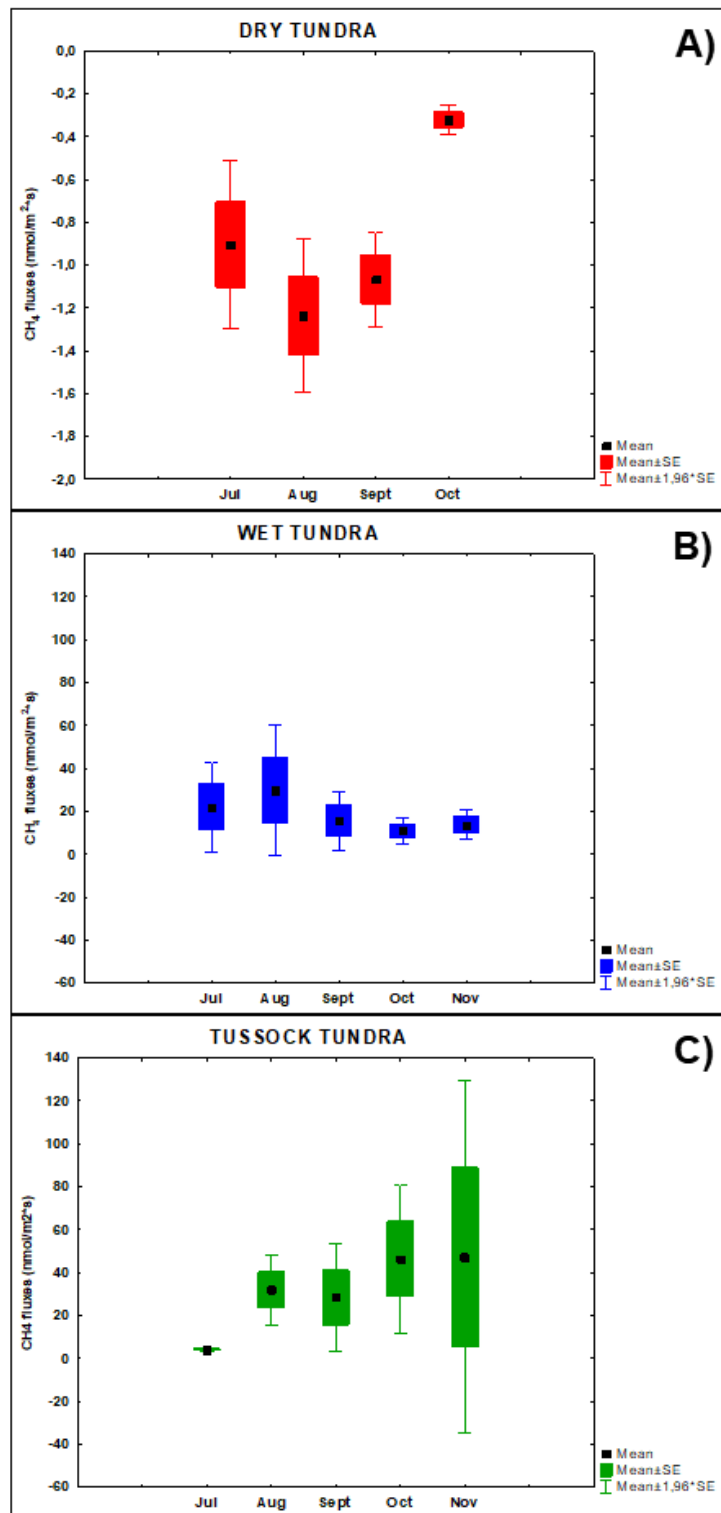 DRY TUNDRA
A)
0,0
-0,2
-0,4
-0,6
-0,8
-1,0
-1,2
-1,4
-1,6
-1,8
-2,0
CH₄ fluxes (nmol/m²*s)
Jul Aug Sept Oct
Mean
Mean±SE
Mean±1,96*SE
WET TUNDRA
B)
140
120
100
80
60
40
20
0
-20
-40
-60
CH₄ fluxes (nmol/m²*s)
Jul Aug Sept Oct Nov
Mean
Mean±SE
Mean±1,96*SE
TUSSOCK TUNDRA
C)
140
120
100
80
60
40
20
0
-20
-40
-60
CH4 fluxes (nmol/m2*s)
Jul Aug Sept Oct Nov
Mean
Mean±SE
Mean±1,96*SE